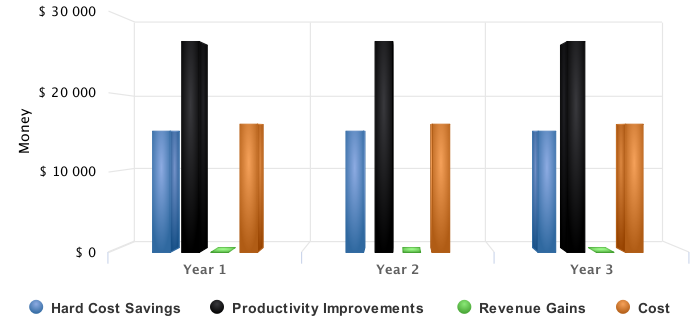 $ 30 000
$ 20 000
$ 10 000
$ 0
Money
Year 1 Year 2 Year 3
Hard Cost Savings Productivity Improvements Revenue Gains Cost